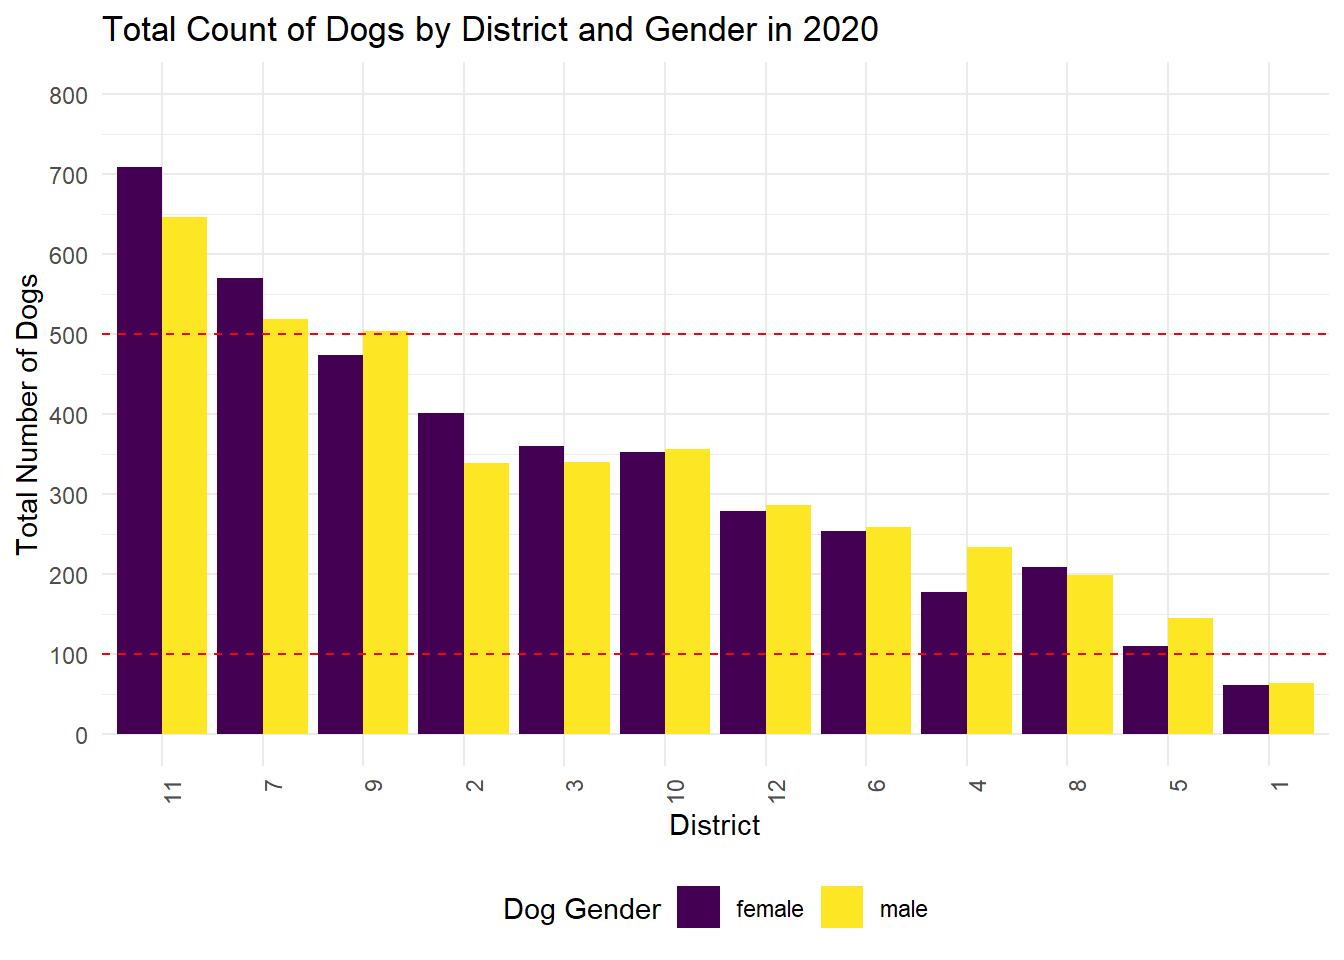 Total Count of Dogs by District and Gender in 2020
Total Number of Dogs
800
700
600
500
400
300
200
100
0
11 7 9 2 3 10 12 6 4 8 5 1
District
Dog Gender female male